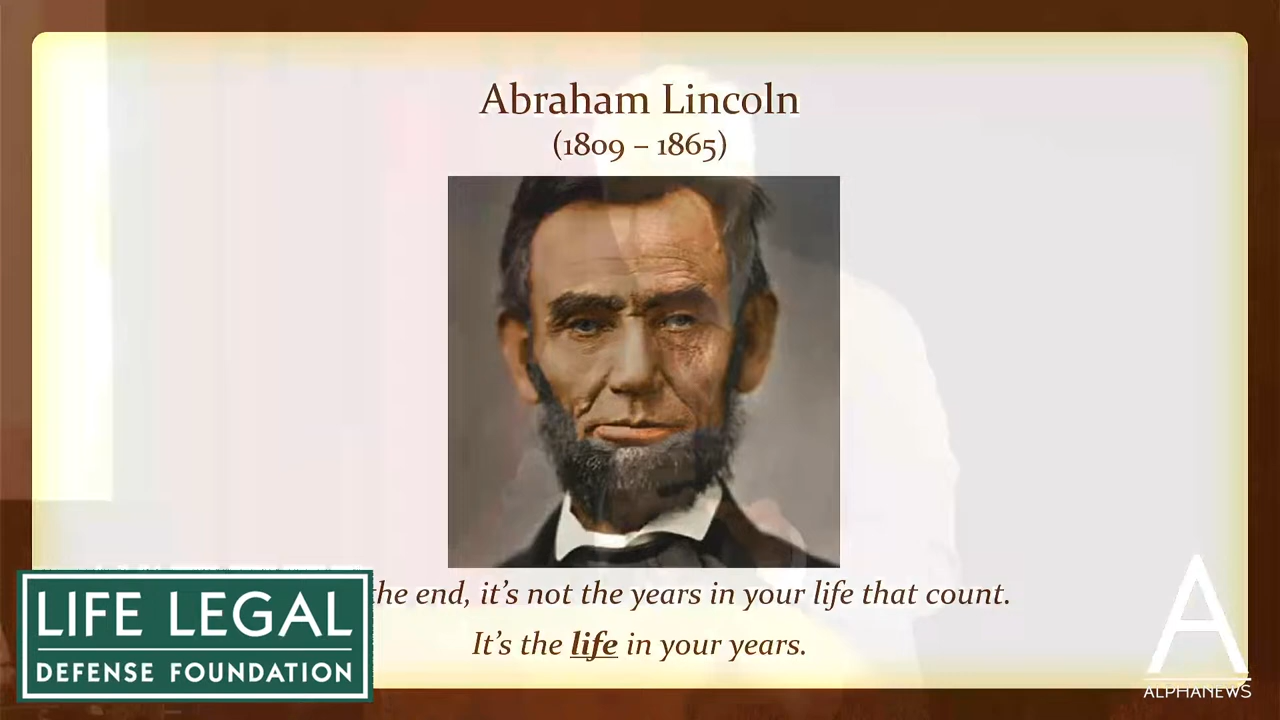 Abraham Lincoln
(1809 – 1865)
the end, it's not the years in your life that count.
It's the life in your years.
LIFE LEGAL
DEFENSE FOUNDATION
A
ALPHANEWS